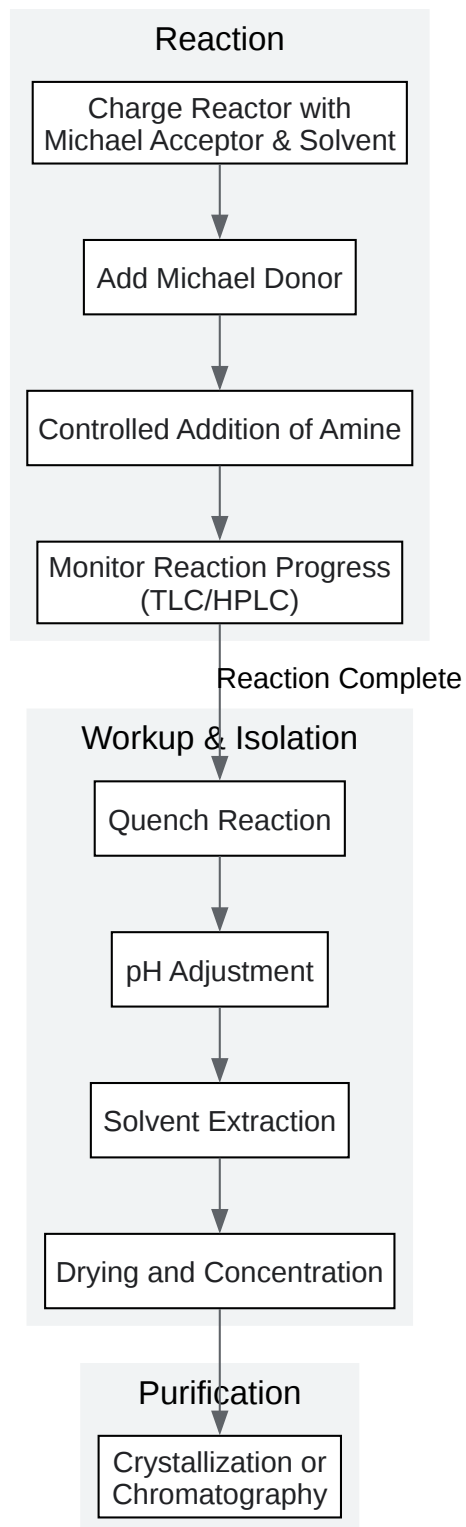 Reaction
Charge Reactor with
Michael Acceptor & Solvent
Add Michael Donor
Controlled Addition of Amine
Monitor Reaction Progress
(TLC/HPLC)
Reaction Complete
Workup & Isolation
Quench Reaction
pH Adjustment
Solvent Extraction
Drying and Concentration
Purification
Crystallization or
Chromatography